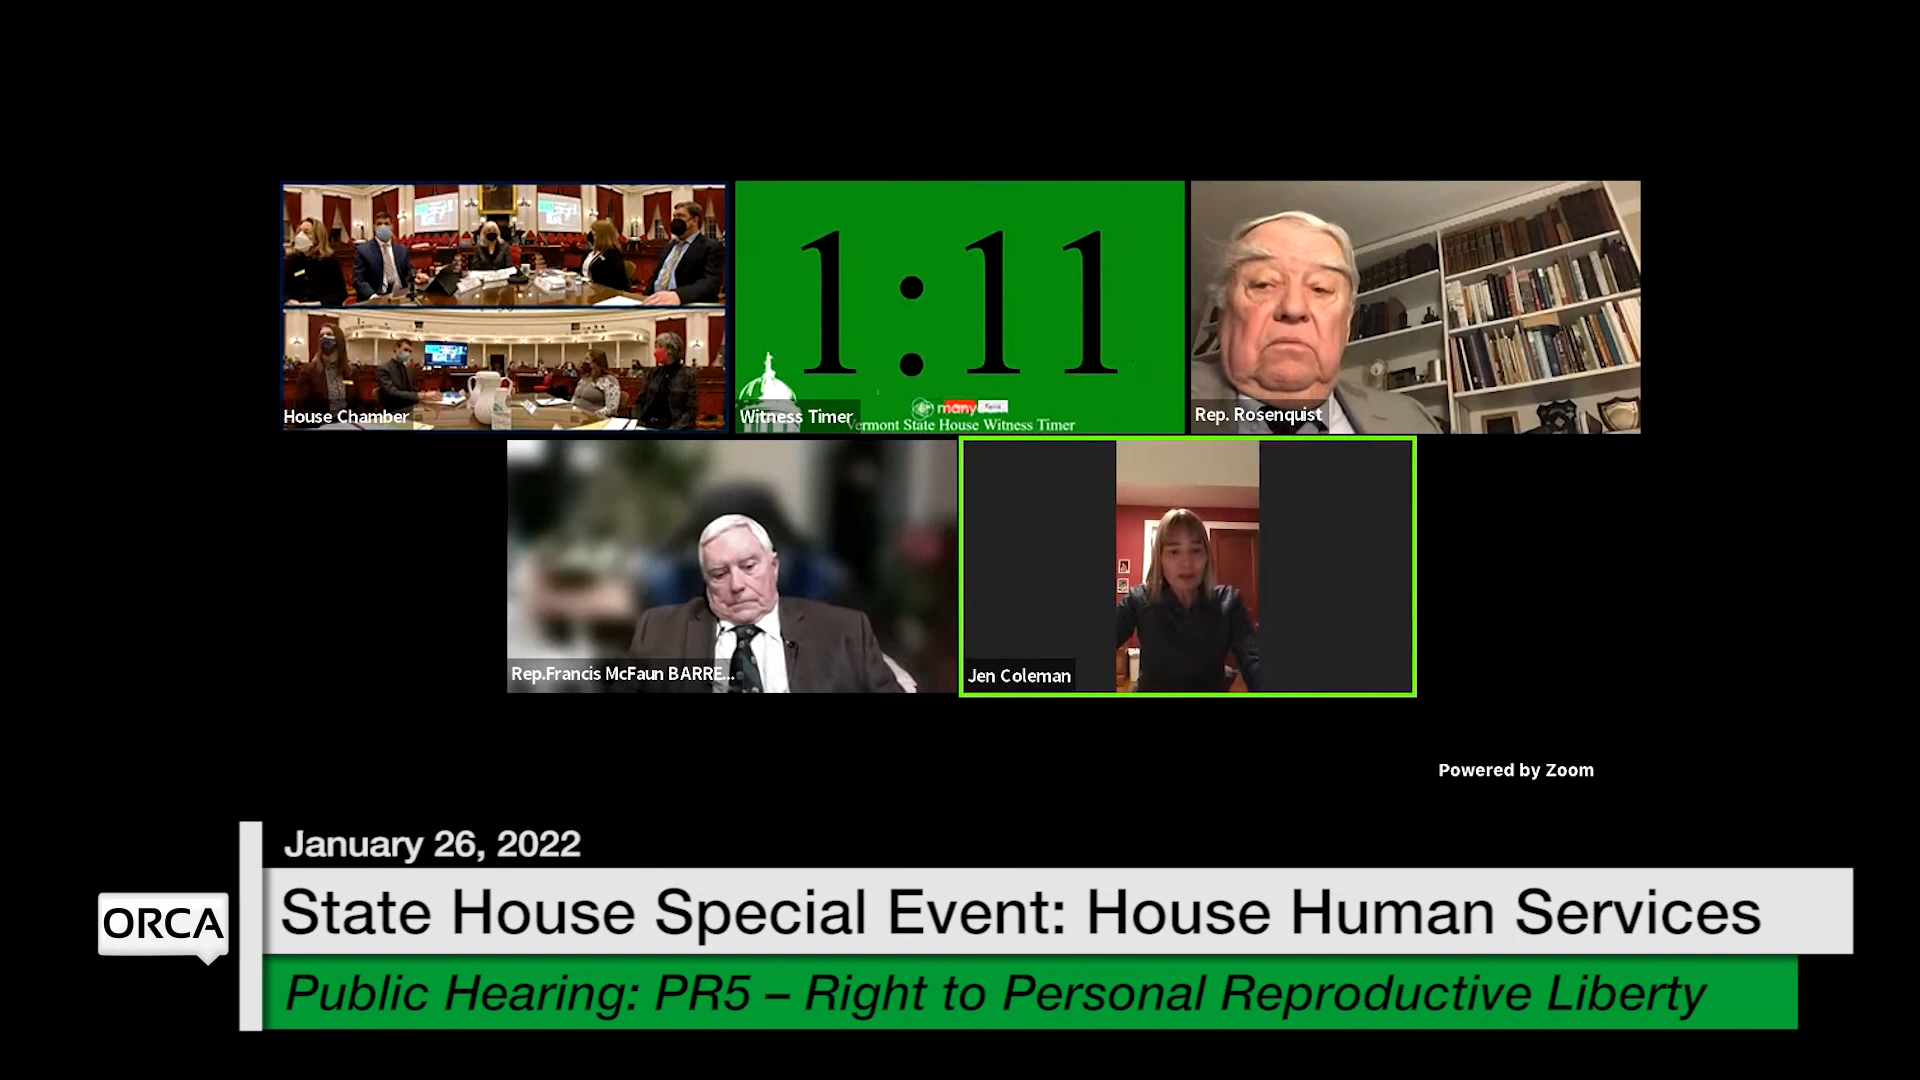 1:11
many
Vermont State House Witness Timer
House Chamber
Witness Timer
Rep. Rosenquist
Rep.Francis McFaun BARRE...
Jen Coleman
Powered by Zoom
January 26, 2022
ORCA
State House Special Event: House Human Services
Public Hearing: PR5 – Right to Personal Reproductive Liberty